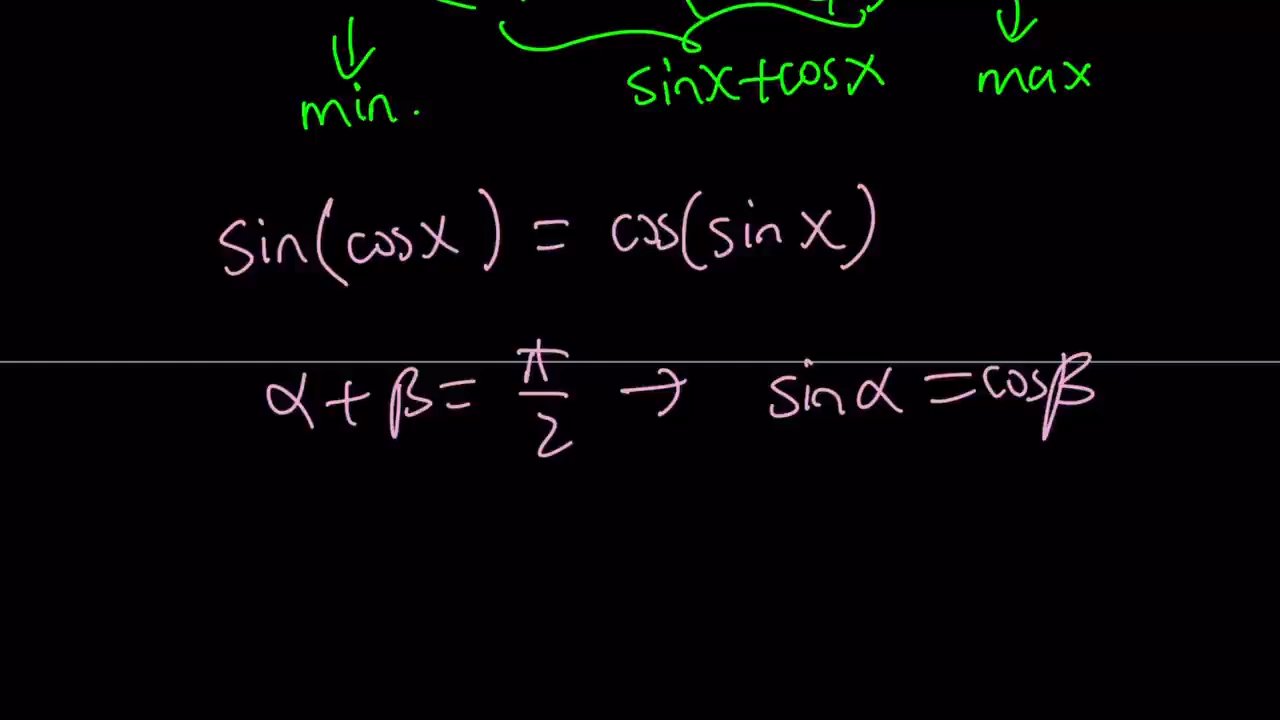 min. sinx+cosx max
sin(cosx) = cos(sinx)
α+β= π/2 → sinα =cosβ